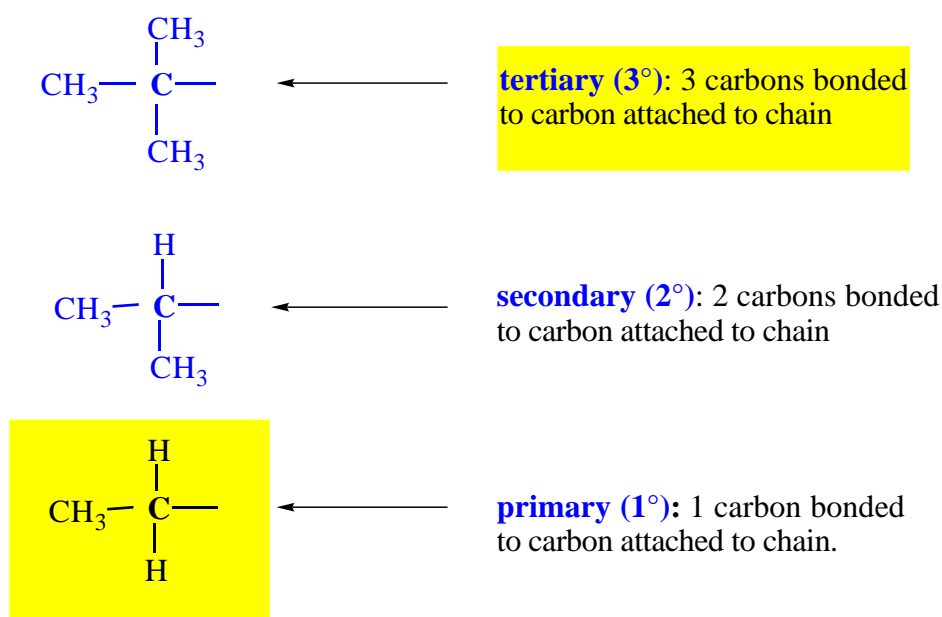 CH₃
CH₃ C
CH₃
tertiary (3°): 3 carbons bonded
to carbon attached to chain
H
CH₃ C
CH₃
secondary (2°): 2 carbons bonded
to carbon attached to chain
H
CH₃ C
H
primary (1°): 1 carbon bonded
to carbon attached to chain.